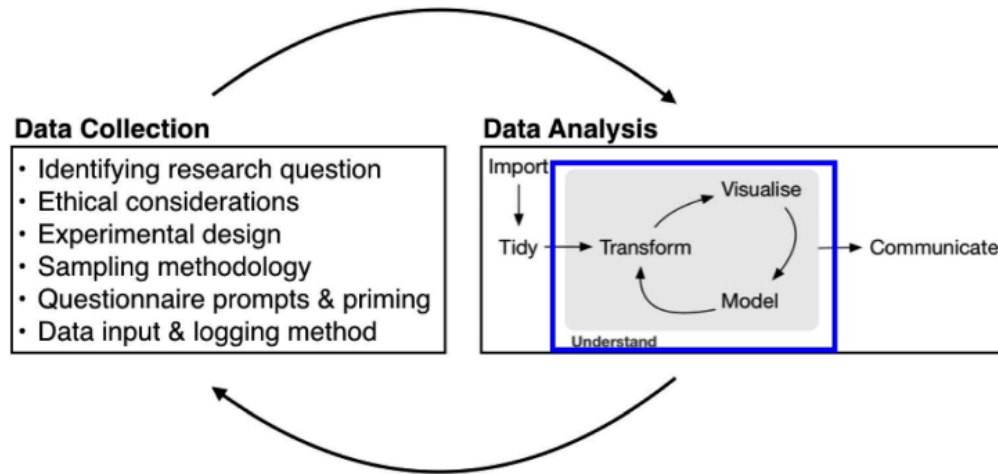 Data Collection
• Identifying research question
• Ethical considerations
• Experimental design
• Sampling methodology
• Questionnaire prompts & priming
• Data input & logging method
Data Analysis
Import
Visualise
Tidy
Transform
Communicate
Model
Understand